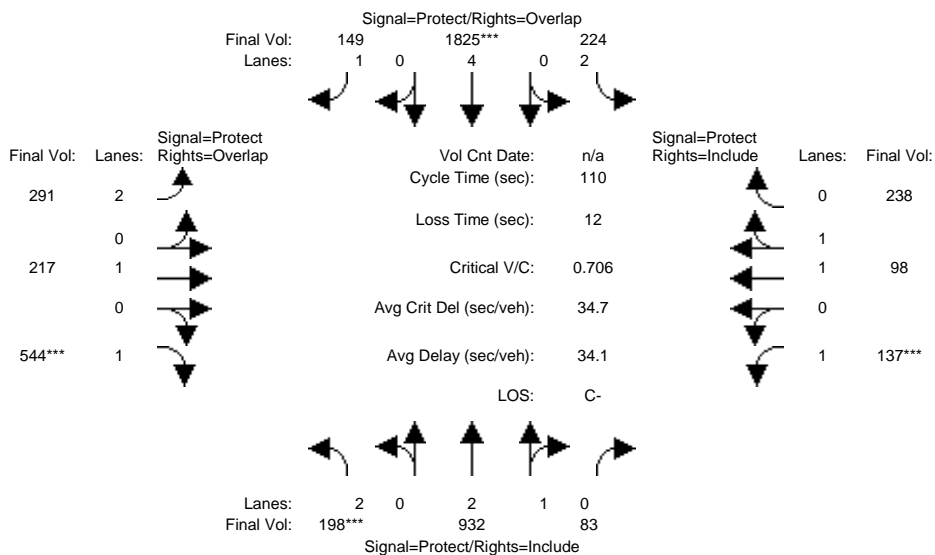 Signal=Protect/Rights=Overlap
Final Vol: 149 1825*** 224
Lanes: 1 0 4 0 2
Signal=Protect
Final Vol: Lanes: Rights=Overlap
Vol Cnt Date: n/a
Signal=Protect
Rights=Include Lanes: Final Vol:
Cycle Time (sec): 110
291 2
0 238
Loss Time (sec): 12
0
1
217 1
Critical V/C: 0.706
1 98
0
Avg Crit Del (sec/veh): 34.7
0
544*** 1
Avg Delay (sec/veh): 34.1
1 137***
LOS: C-
Lanes: 2 0 2 1 0
Final Vol: 198*** 932 83
Signal=Protect/Rights=Include